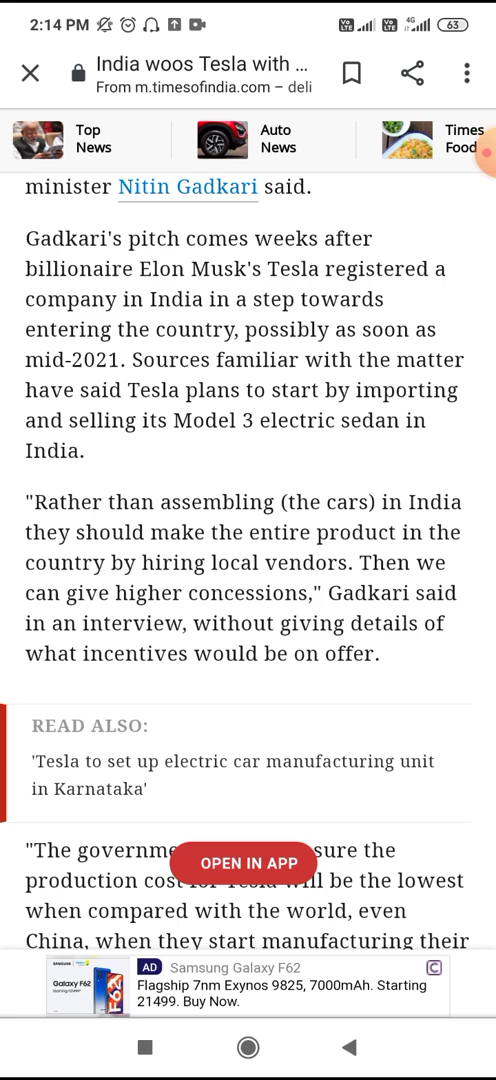 2:14 PM
4G
63
India woos Tesla with ...
From m.timesofindia.com – deli
Top
News
Auto
News
Times
Food
minister Nitin Gadkari said.
Gadkari's pitch comes weeks after
billionaire Elon Musk's Tesla registered a
company in India in a step towards
entering the country, possibly as soon as
mid-2021. Sources familiar with the matter
have said Tesla plans to start by importing
and selling its Model 3 electric sedan in
India.
"Rather than assembling (the cars) in India
they should make the entire product in the
country by hiring local vendors. Then we
can give higher concessions," Gadkari said
in an interview, without giving details of
what incentives would be on offer.
READ ALSO:
'Tesla to set up electric car manufacturing unit
in Karnataka'
"The governme sure the
OPEN IN APP
production cost for Tesla will be the lowest
when compared with the world, even
China, when they start manufacturing their
SAMSUNG
Galaxy F62
F62
AD Samsung Galaxy F62
Flagship 7nm Exynos 9825, 7000mAh. Starting
21499. Buy Now.